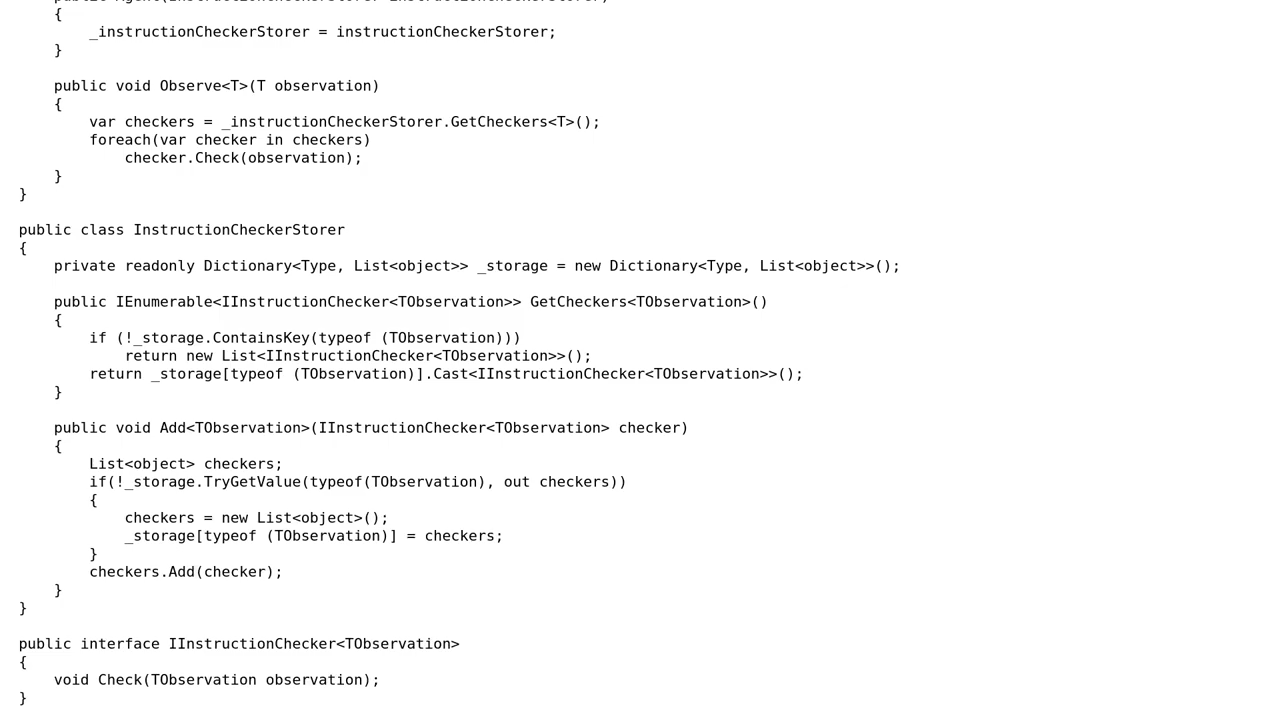 {
_instructionCheckerStorer = instructionCheckerStorer;
}
public void Observe<T>(T observation)
{
var checkers = _instructionCheckerStorer.GetCheckers<T>();
foreach(var checker in checkers)
checker.Check(observation);
}
}
public class InstructionCheckerStorer
{
private readonly Dictionary<Type, List<object>> _storage = new Dictionary<Type, List<object>>();
public IEnumerable<IInstructionChecker<TObservation>> GetCheckers<TObservation>()
{
if (!_storage.ContainsKey(typeof (TObservation)))
return new List<IInstructionChecker<TObservation>>();
return _storage[typeof (TObservation)].Cast<IInstructionChecker<TObservation>>();
}
public void Add<TObservation>(IInstructionChecker<TObservation> checker)
{
List<object> checkers;
if(!_storage.TryGetValue(typeof(TObservation), out checkers))
{
checkers = new List<object>();
_storage[typeof (TObservation)] = checkers;
}
checkers.Add(checker);
}
}
public interface IInstructionChecker<TObservation>
{
void Check(TObservation observation);
}